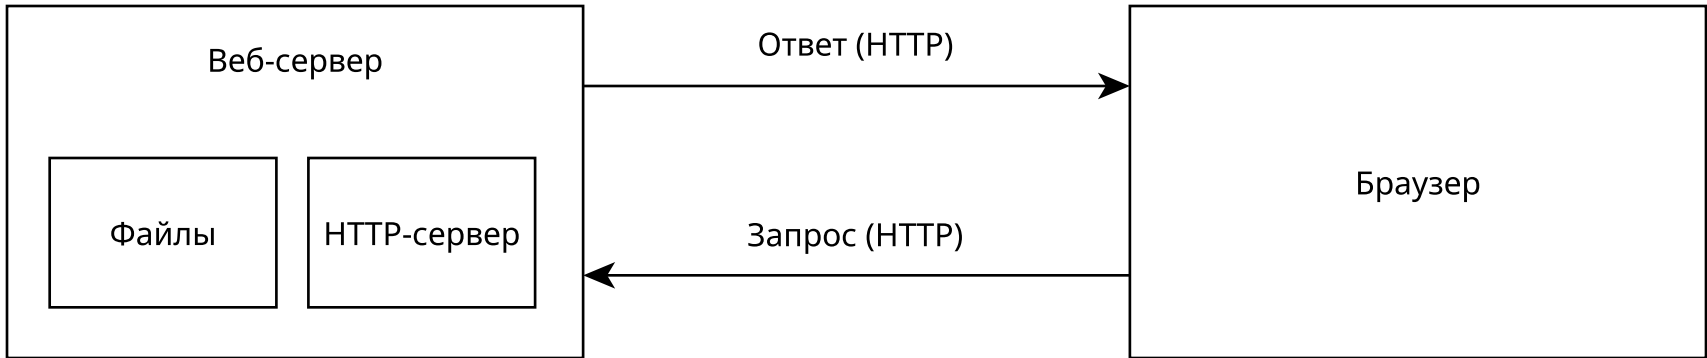 Веб-сервер
Файлы
HTTP-сервер
Ответ (HTTP)
Запрос (HTTP)
Браузер